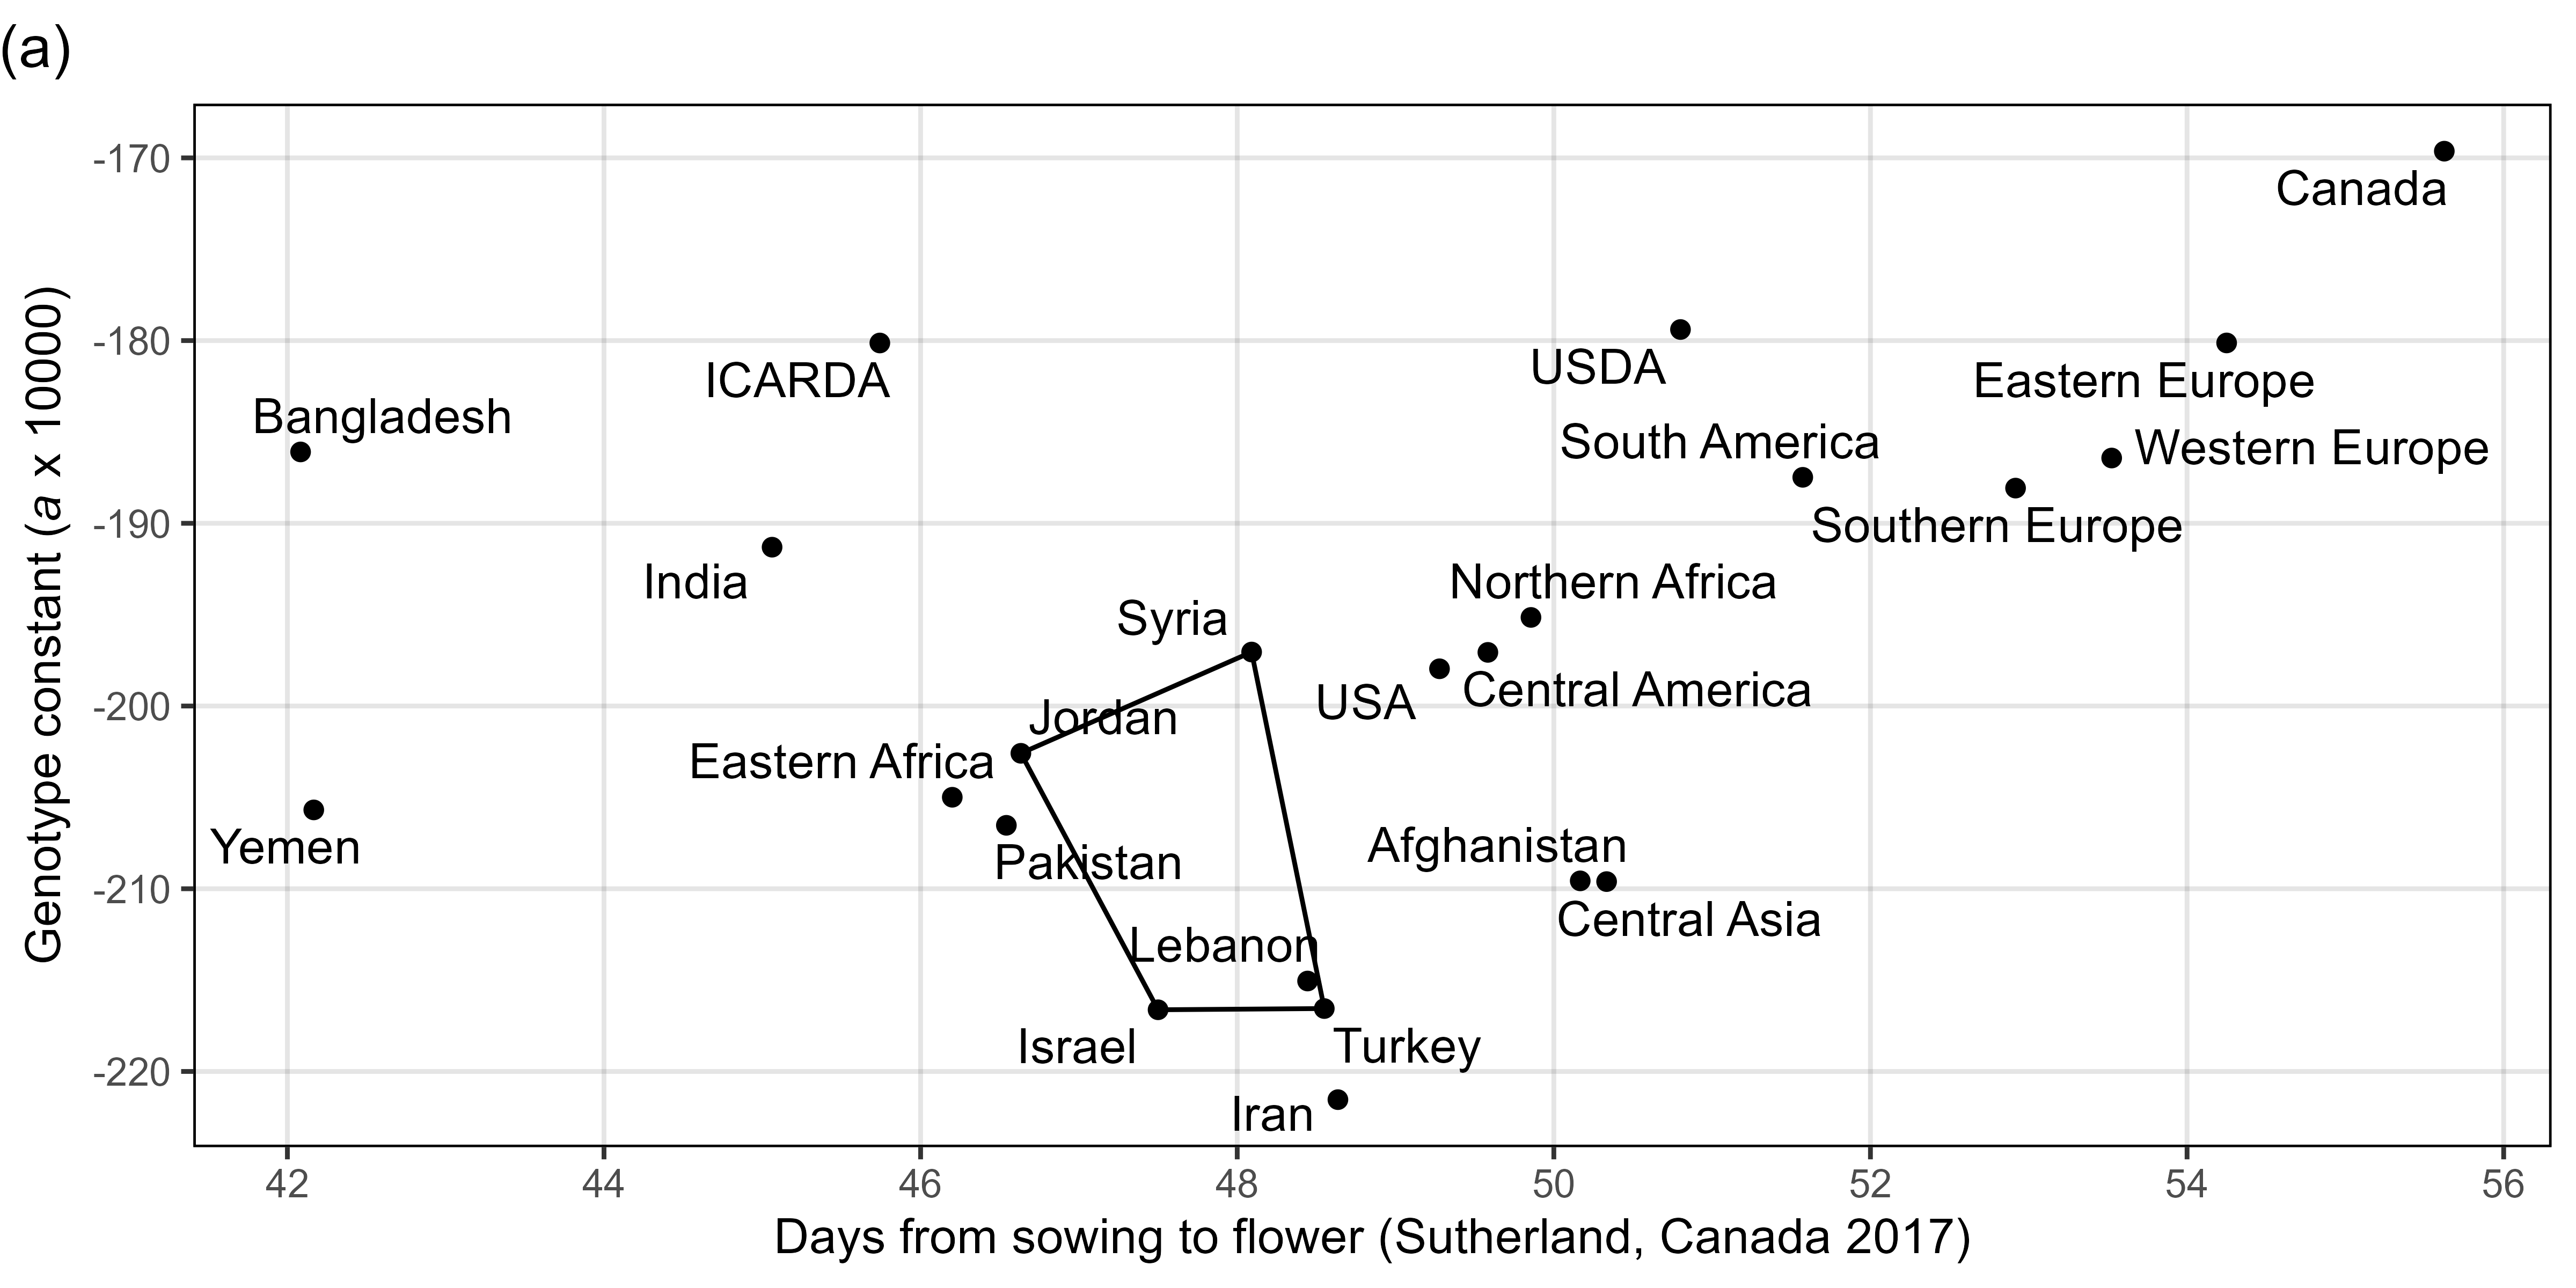 (a)
Genotype constant (a x 10000)
-170
-180
-190
-200
-210
-220
Canada
ICARDA
USDA
Eastern Europe
Bangladesh
South America
Western Europe
Southern Europe
India
Northern Africa
Syria
USA
Central America
Jordan
Eastern Africa
Yemen
Pakistan
Afghanistan
Central Asia
Lebanon
Israel
Turkey
Iran
42
44
46
48
50
52
54
56
Days from sowing to flower (Sutherland, Canada 2017)